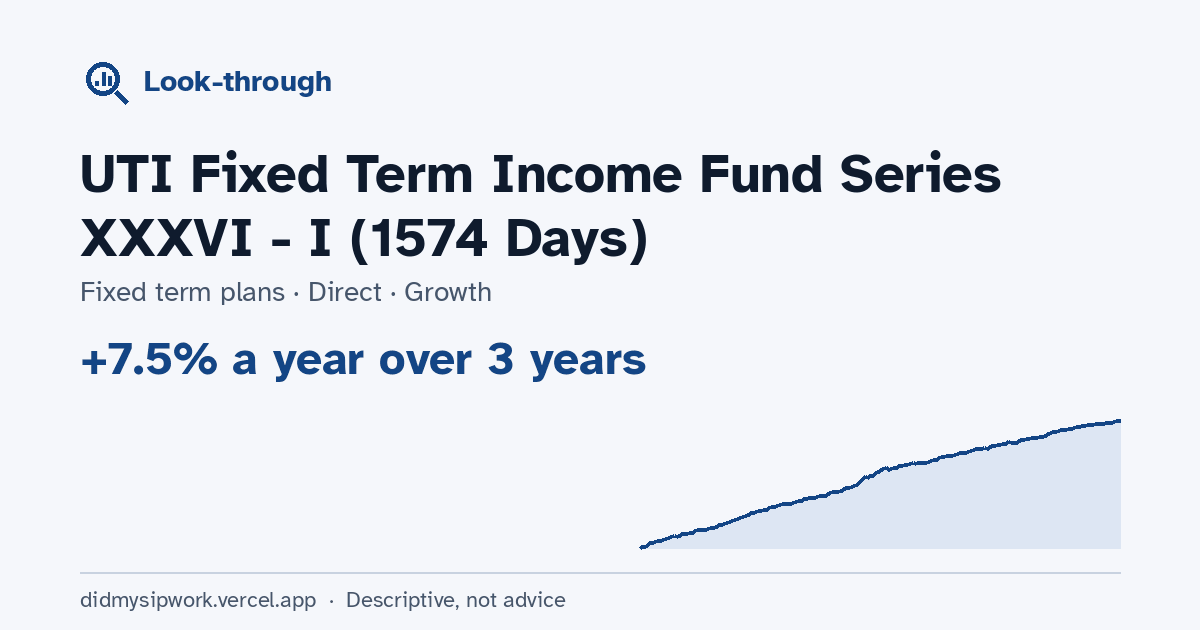 Look-through
UTI Fixed Term Income Fund Series
XXXVI - I (1574 Days)
Fixed term plans · Direct · Growth
+7.5% a year over 3 years
didmysipwork.vercel.app · Descriptive, not advice